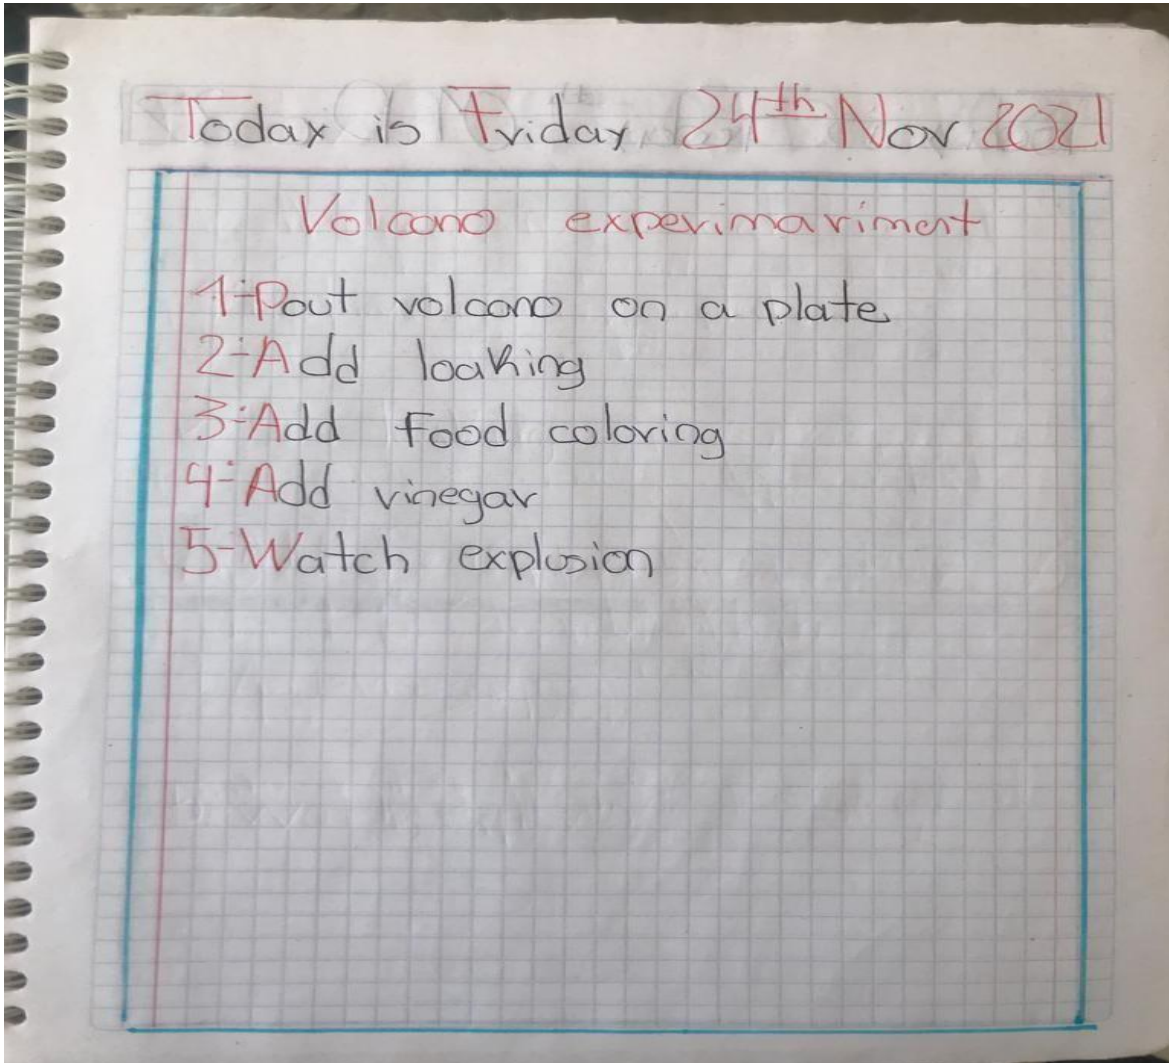 Today is Friday 24th Nov 2021
Volcano experimariment
1-Pout volcano on a plate
2-Add loaking
3-Add Food coloring
4-Add vinegar
5-Watch explosion